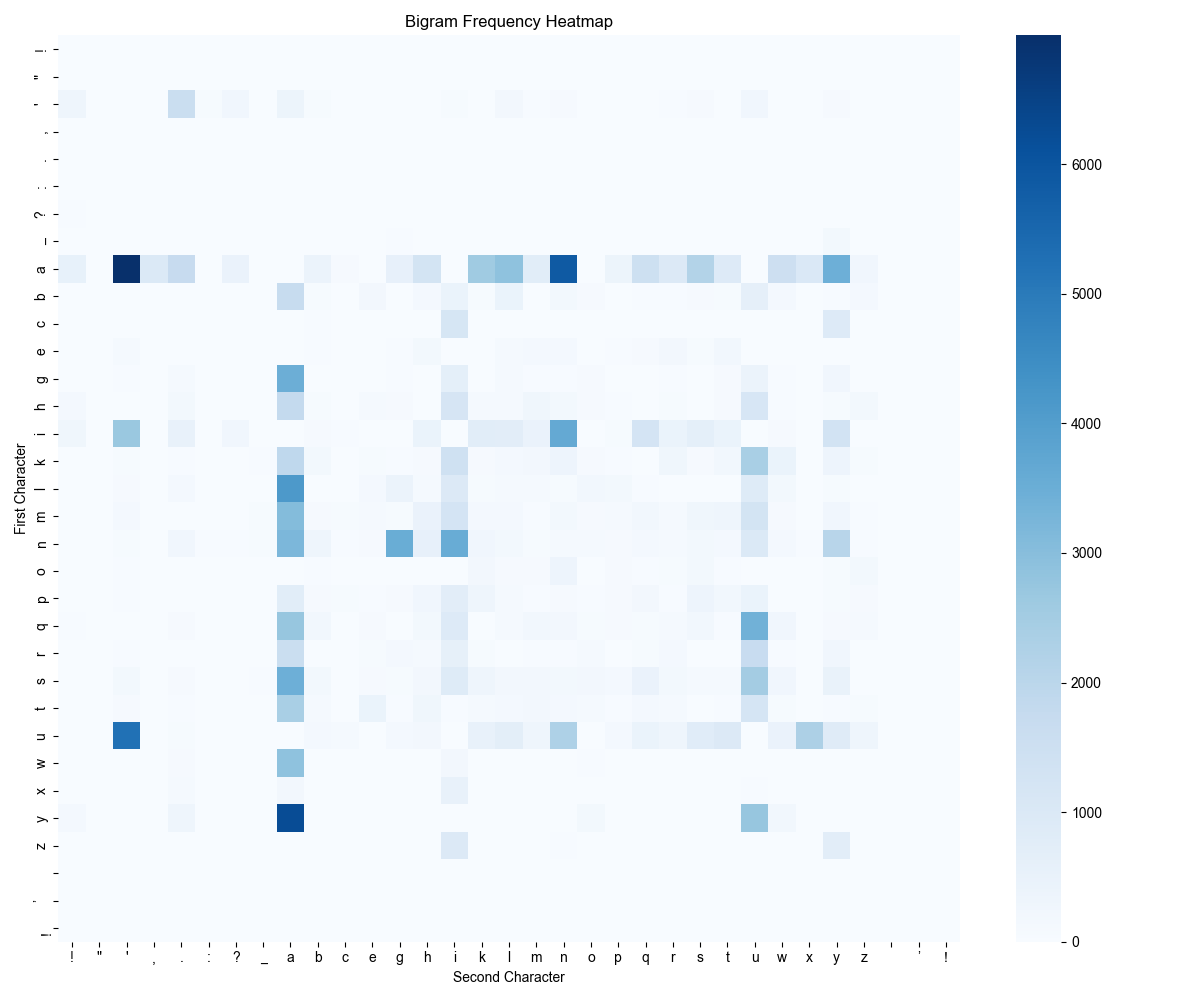 Bigram Frequency Heatmap
First Character
! " ' , . : ? _ a b c e g h i k l m n o p q r s t u w x y z ’ !
6000
5000
4000
3000
2000
1000
0
! " ' , . : ? _ a b c e g h i k l m n o p q r s t u w x y z ’ !
Second Character